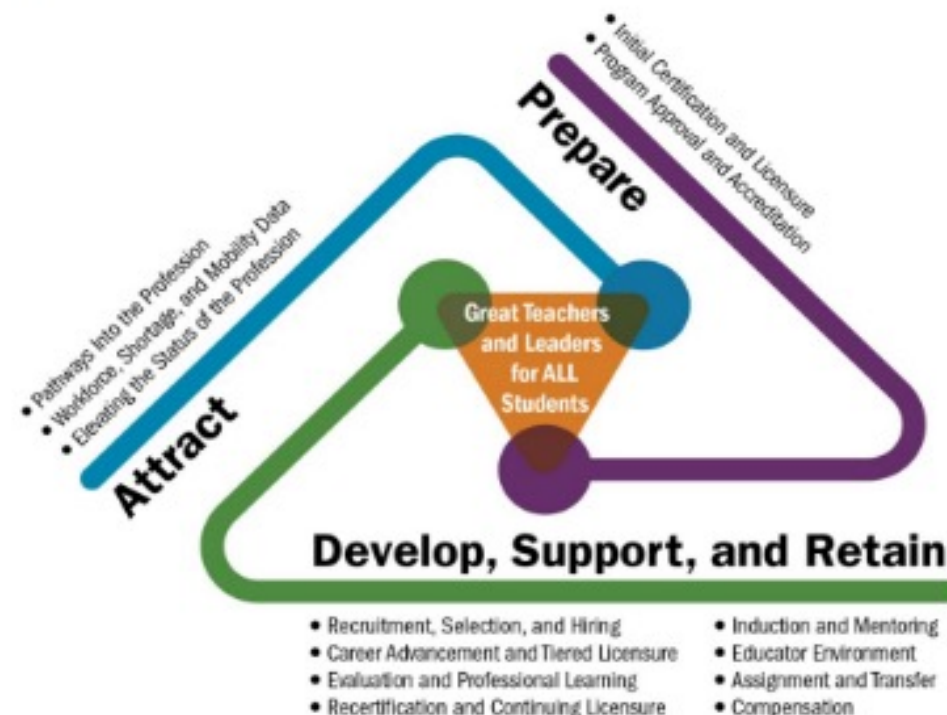 • Initial Certification and Licensure
• Program Approval and Accreditation
Prepare
• Pathways Into the Profession
• Workforce, Shortage, and Mobility Data
• Elevating the Status of the Profession
Attract
Great Teachers
and Leaders
for ALL
Students
Develop, Support, and Retain
• Recruitment, Selection, and Hiring
• Career Advancement and Tiered Licensure
• Evaluation and Professional Learning
• Recertification and Continuing Licensure
• Induction and Mentoring
• Educator Environment
• Assignment and Transfer
• Compensation